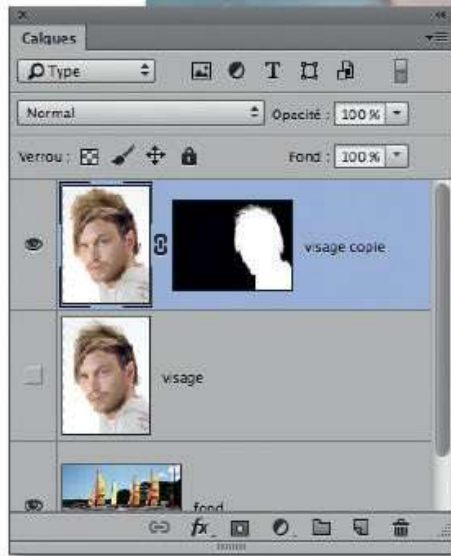 Calques
Type
Normal Opacité : 100 %
Verrou : Fond : 100 %
visage copie
visage
fond
fx